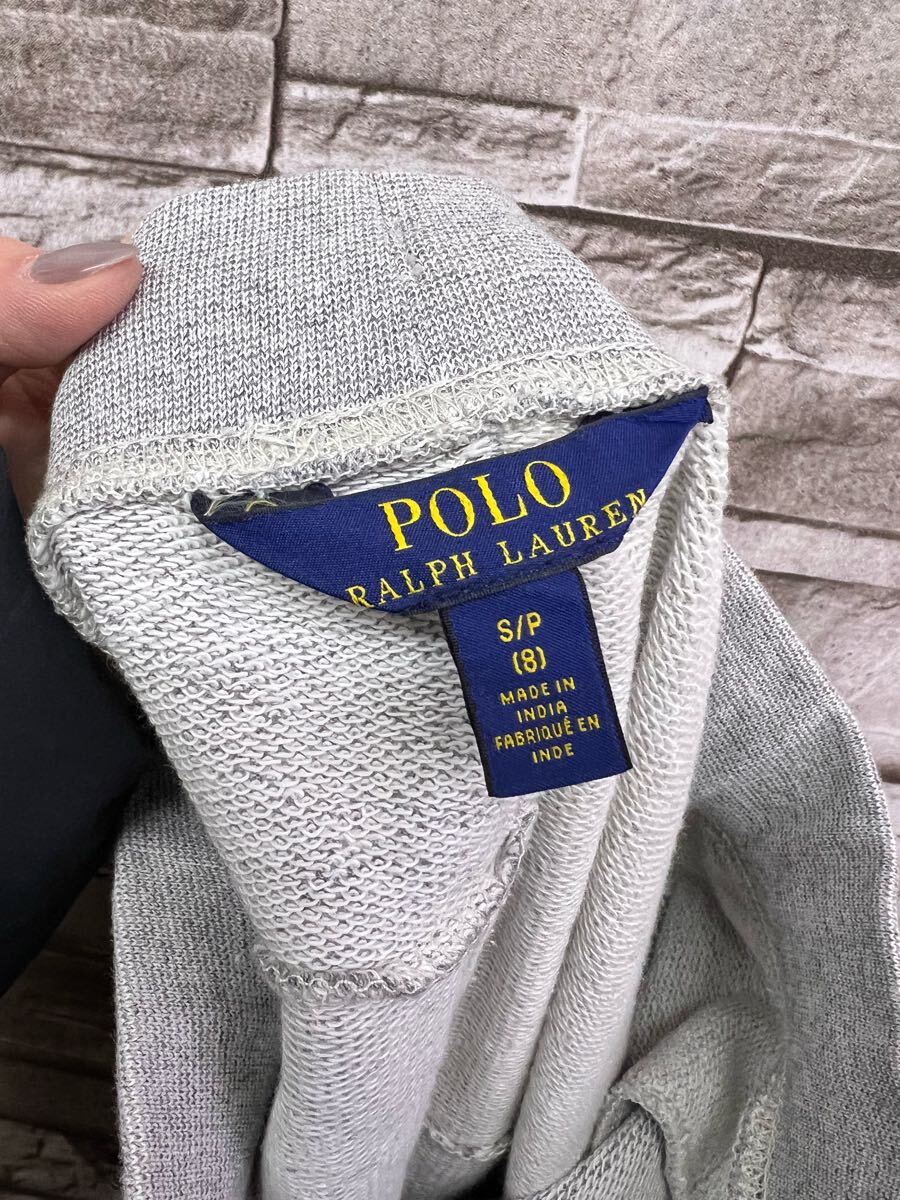 POLO
RALPH LAUREN
S/P
(8)
MADE IN
INDIA
FABRIQUÉ EN
INDE